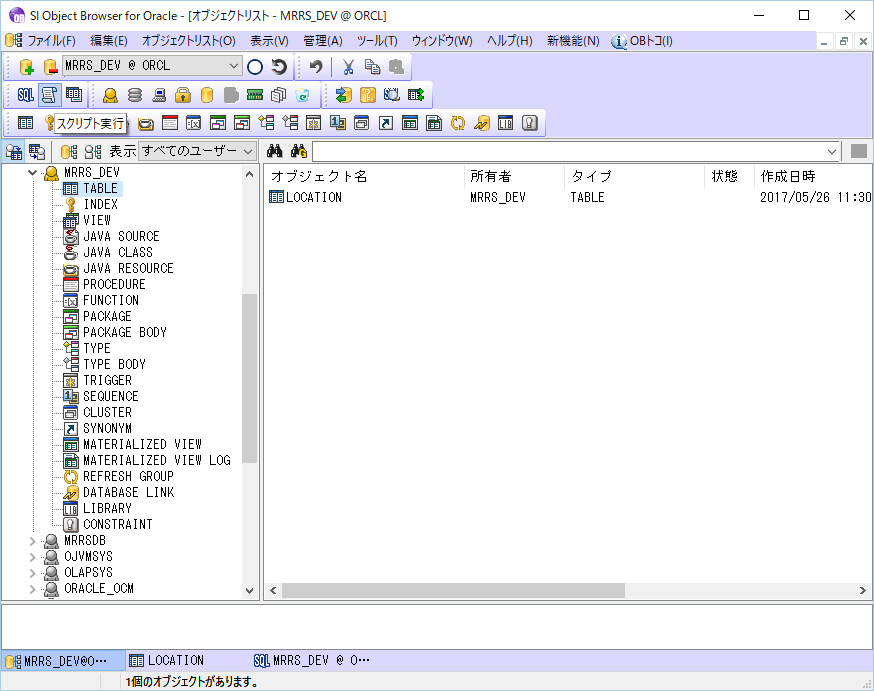 SI Object Browser for Oracle - [オブジェクトリスト - MRRS_DEV @ ORCL]
ファイル(F) 編集(E) オブジェクトリスト(O) 表示(V) 管理(A) ツール(T) ウィンドウ(W) ヘルプ(H) 新機能(N) OBトコ(I)
MRRS_DEV @ ORCL
SQL
スクリプト実行
表示 すべてのユーザー
MRRS_DEV
TABLE
INDEX
VIEW
JAVA SOURCE
JAVA CLASS
JAVA RESOURCE
PROCEDURE
FUNCTION
PACKAGE
PACKAGE BODY
TYPE
TYPE BODY
TRIGGER
SEQUENCE
CLUSTER
SYNONYM
MATERIALIZED VIEW
MATERIALIZED VIEW LOG
REFRESH GROUP
DATABASE LINK
LIBRARY
CONSTRAINT
MRRSDB
OJVMSYS
OLAPSYS
ORACLE_OCM
オブジェクト名 所有者 タイプ 状態 作成日時
LOCATION MRRS_DEV TABLE 2017/05/26 11:30
MRRS_DEV@O… LOCATION SQL MRRS_DEV @ O…
1個のオブジェクトがあります。